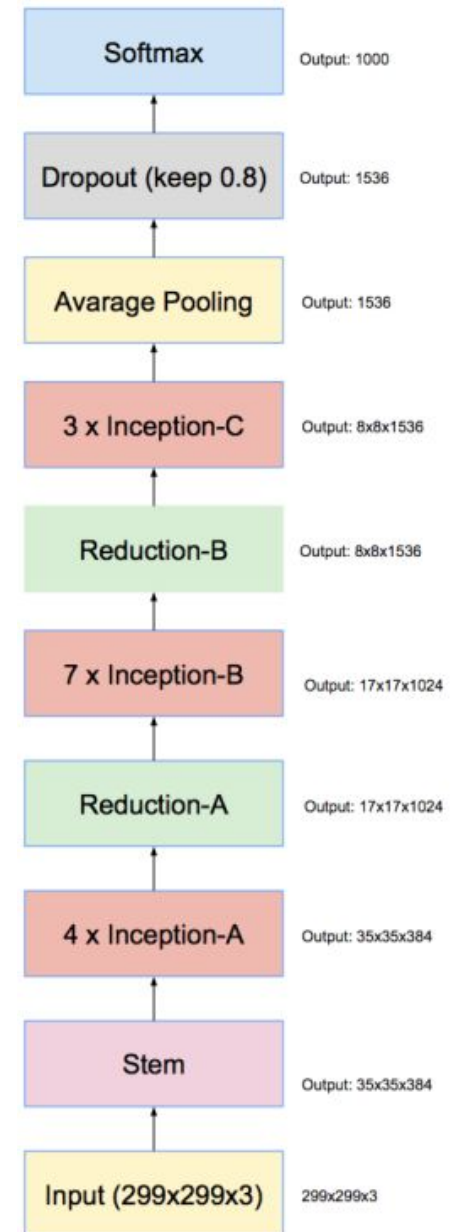 Softmax
Output: 1000
Dropout (keep 0.8)
Output: 1536
Avarage Pooling
Output: 1536
3 x Inception-C
Output: 8x8x1536
Reduction-B
Output: 8x8x1536
7 x Inception-B
Output: 17x17x1024
Reduction-A
Output: 17x17x1024
4 x Inception-A
Output: 35x35x384
Stem
Output: 35x35x384
Input (299x299x3)
299x299x3